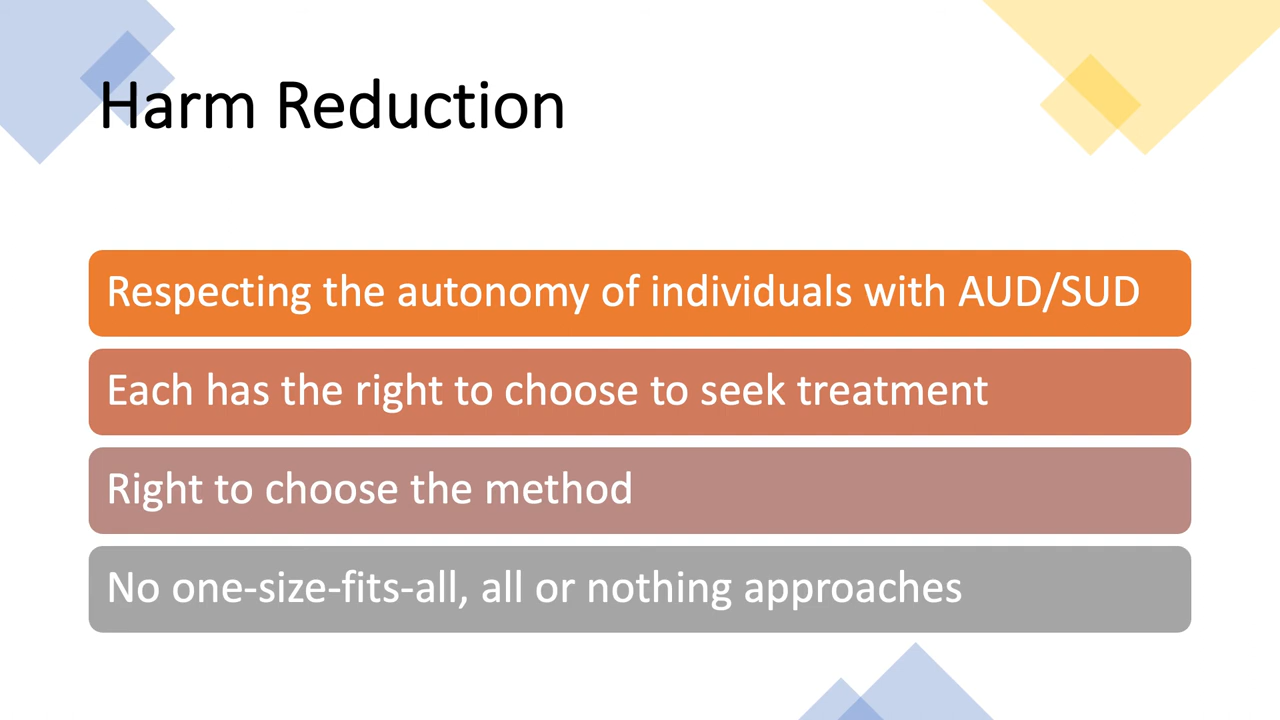 Harm Reduction
Respecting the autonomy of individuals with AUD/SUD
Each has the right to choose to seek treatment
Right to choose the method
No one-size-fits-all, all or nothing approaches